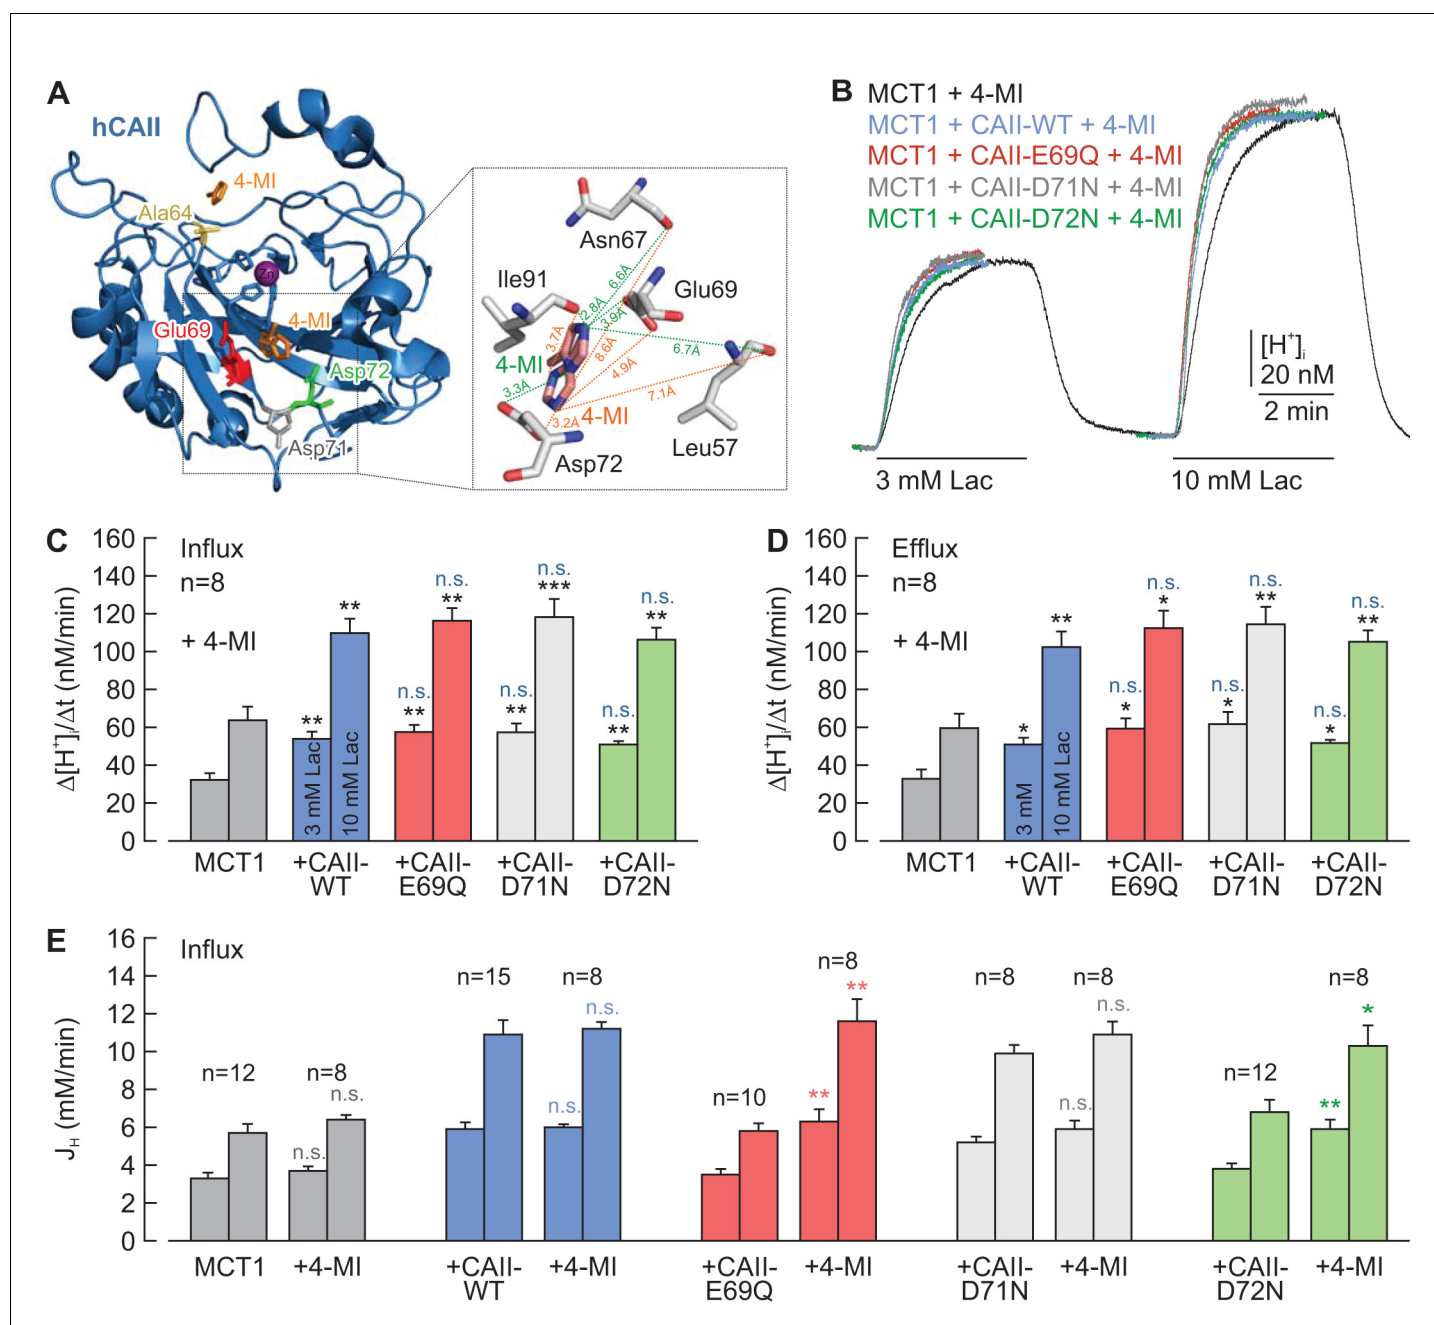 A
hCAII
4-MI
Ala64
Zn
Glu69
4-MI
Asp72
Asp71
Asn67
Ile91
Glu69
6.6Å
2.8Å
3.9Å
3.7Å
8.6Å
6.7Å
4-MI
4.9Å
3.3Å
7.1Å
4-MI
3.2Å
Leu57
Asp72
B
MCT1 + 4-MI
MCT1 + CAII-WT + 4-MI
MCT1 + CAII-E69Q + 4-MI
MCT1 + CAII-D71N + 4-MI
MCT1 + CAII-D72N + 4-MI
[H⁺]ᵢ
20 nM
2 min
3 mM Lac
10 mM Lac
C
Influx
n=8
+ 4-MI
Δ[H⁺]ᵢ/Δt (nM/min)
160
140
120
100
80
60
40
20
0
** ** n.s. ** n.s. ** n.s. ** n.s. *** n.s. ** n.s. **
3 mM Lac
10 mM Lac
MCT1
+CAII-WT
+CAII-E69Q
+CAII-D71N
+CAII-D72N
D
Efflux
n=8
+ 4-MI
Δ[H⁺]ᵢ/Δt (nM/min)
160
140
120
100
80
60
40
20
0
* ** n.s. * n.s. * n.s. * n.s. ** n.s. * n.s. **
3 mM
10 mM Lac
MCT1
+CAII-WT
+CAII-E69Q
+CAII-D71N
+CAII-D72N
E
Influx
J_H (mM/min)
16
14
12
10
8
6
4
2
0
n=12
n=8
n.s.
n.s.
n=15
n=8
n.s.
n.s.
n=10
n=8
**
**
n=8
n=8
n.s.
n.s.
n=12
n=8
**
*
MCT1
+4-MI
+CAII-WT
+4-MI
+CAII-E69Q
+4-MI
+CAII-D71N
+4-MI
+CAII-D72N
+4-MI